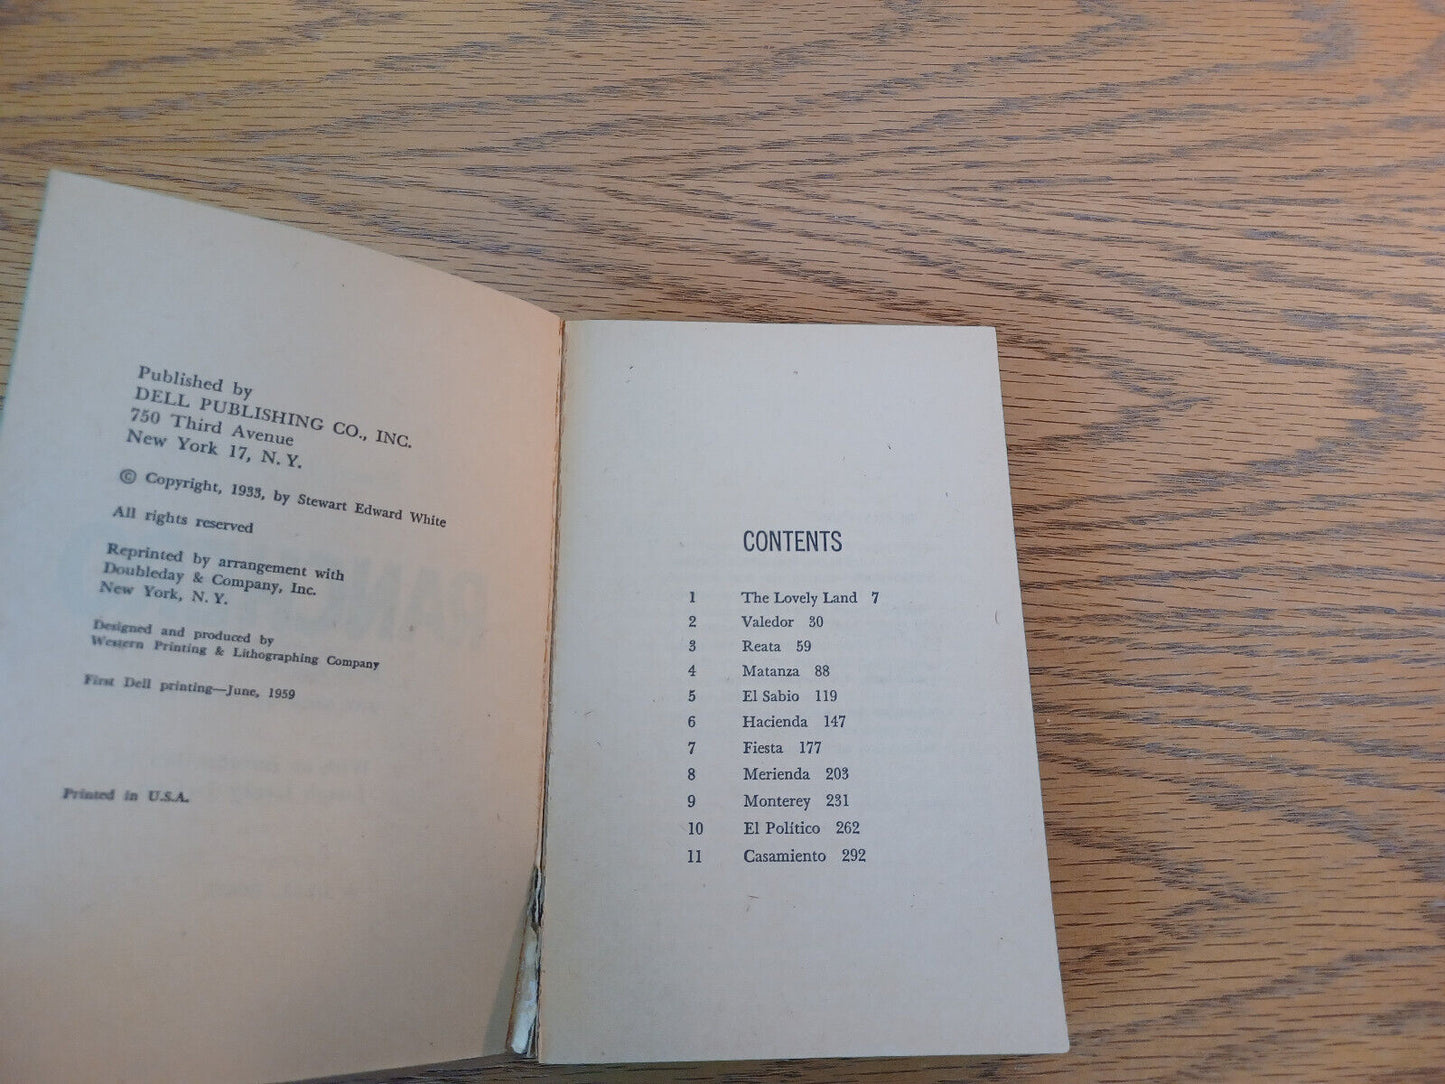 Published by
DELL PUBLISHING CO., INC.
750 Third Avenue
New York 17, N. Y.
© Copyright, 1933, by Stewart Edward White
All rights reserved
Reprinted by arrangement with
Doubleday & Company, Inc.
New York, N. Y.
Designed and produced by
Western Printing & Lithographing Company
First Dell printing—June, 1959
Printed in U.S.A.
CONTENTS
1 The Lovely Land 7
2 Valedor 30
3 Reata 59
4 Matanza 88
5 El Sabio 119
6 Hacienda 147
7 Fiesta 177
8 Merienda 203
9 Monterey 231
10 El Político 262
11 Casamiento 292